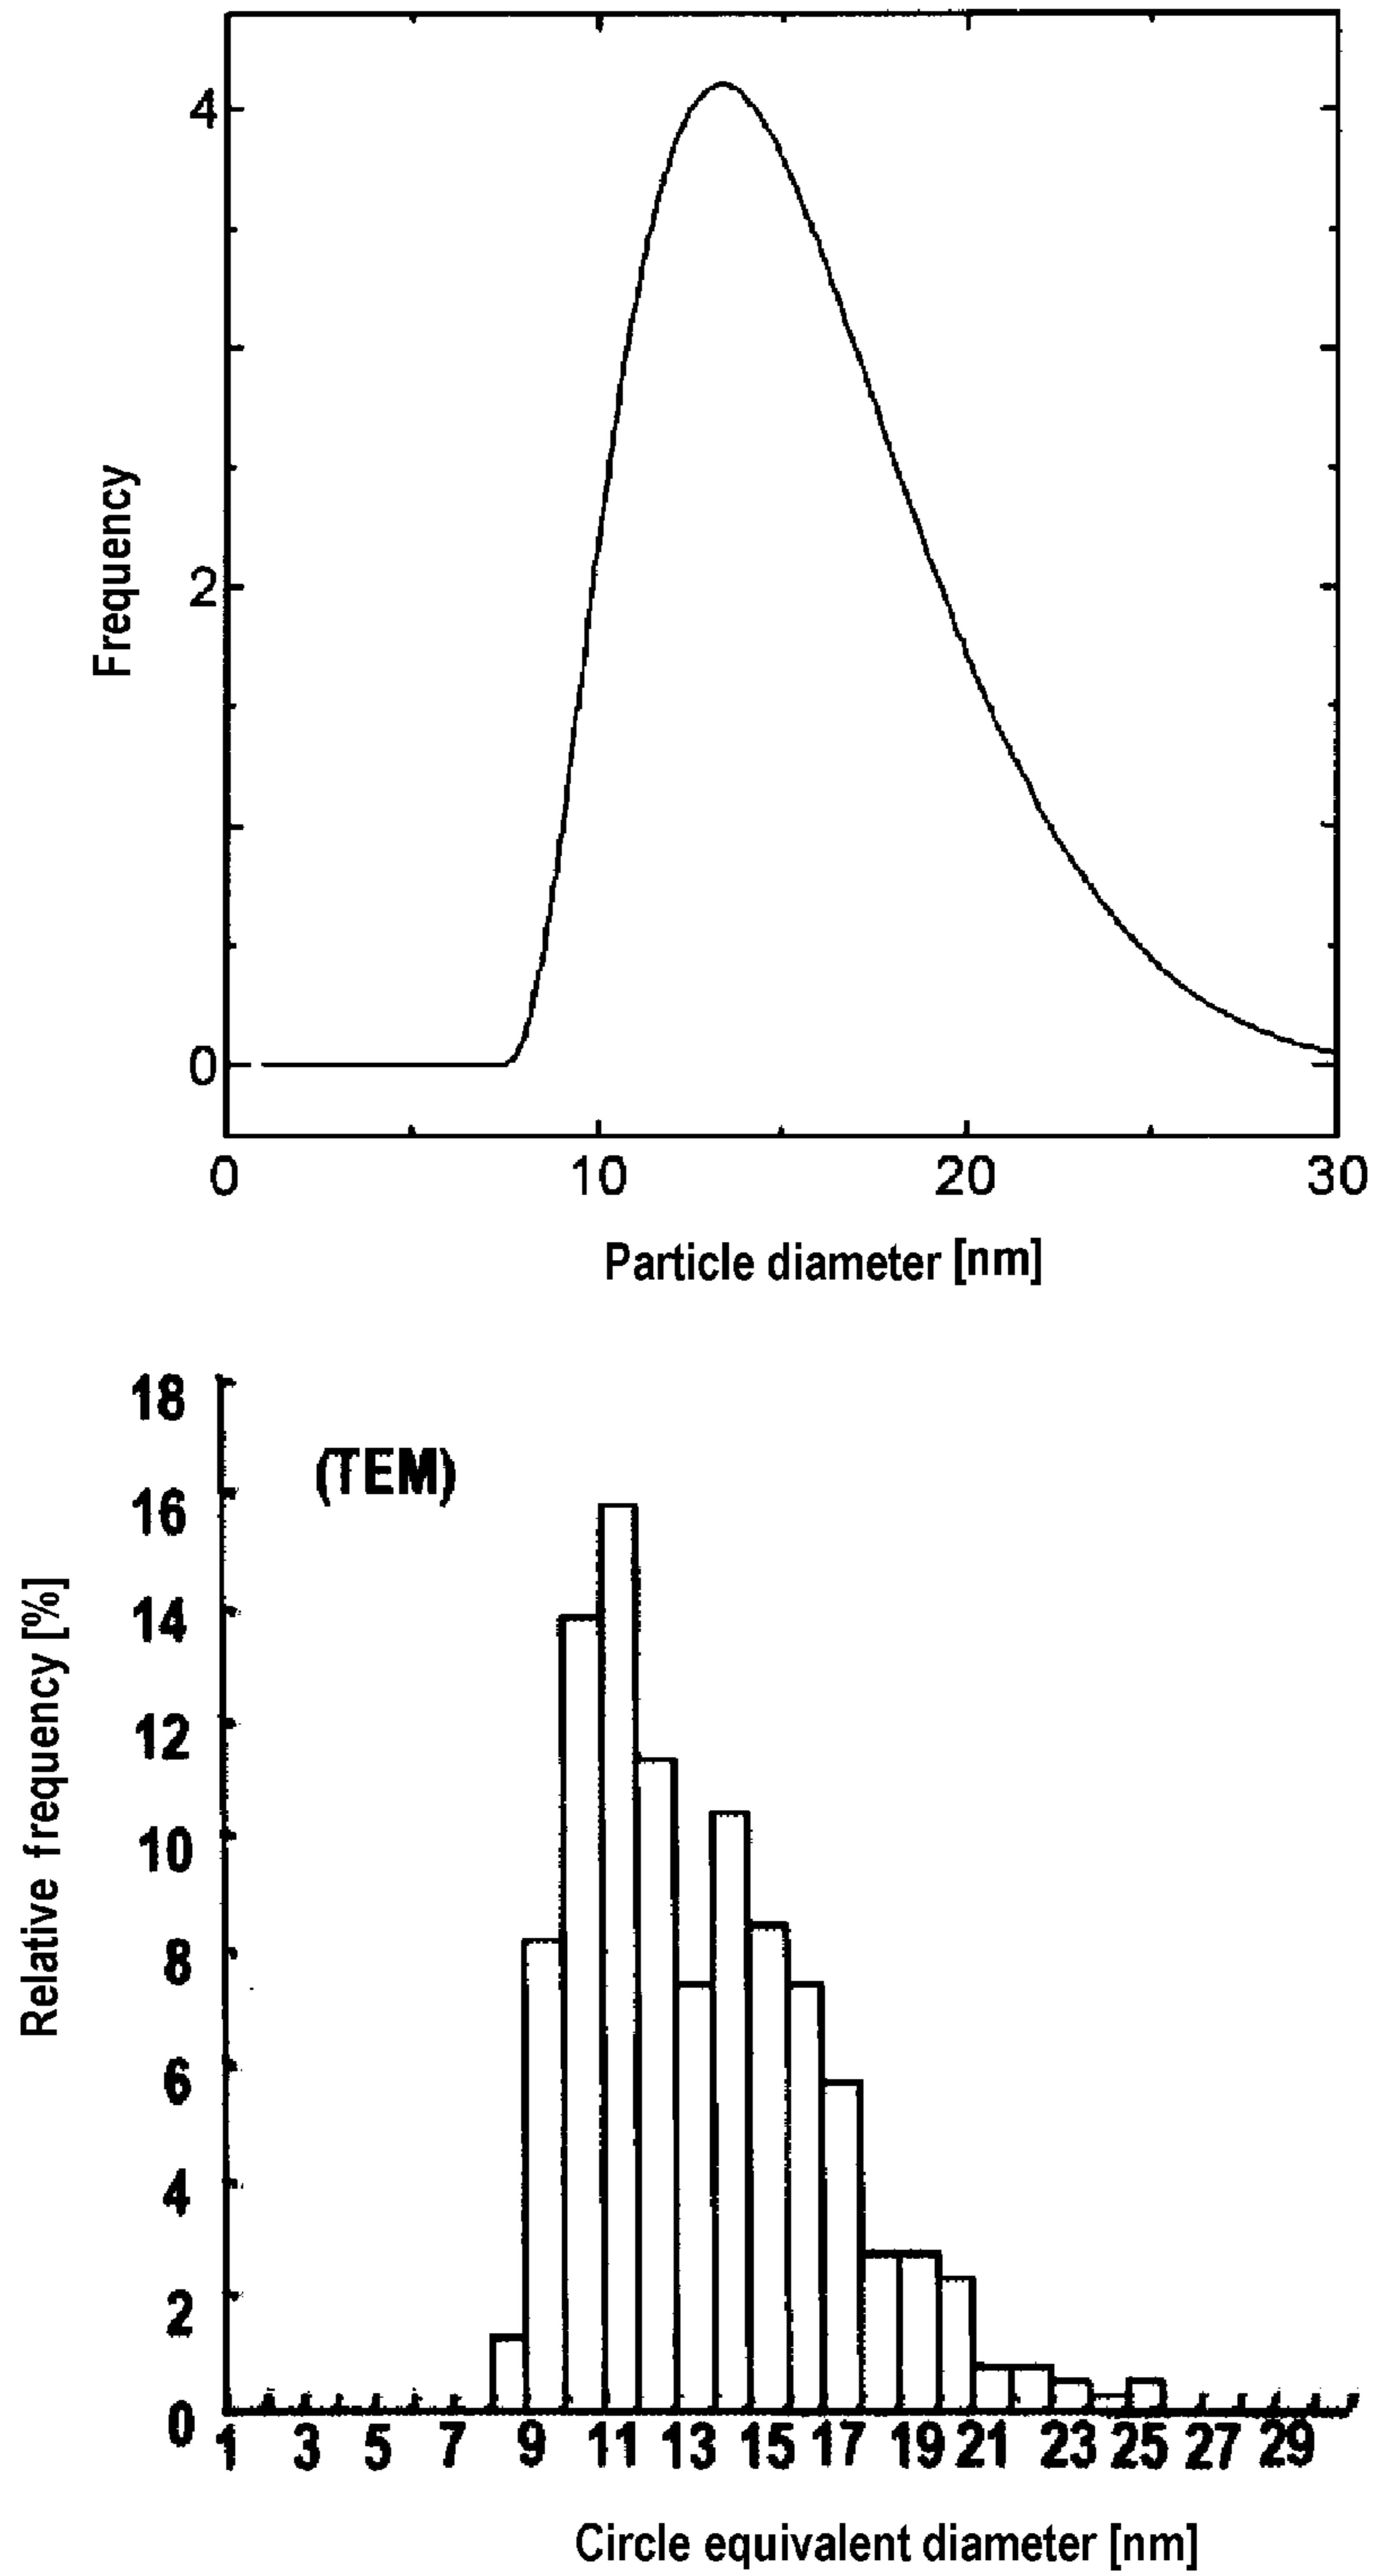 4
2
0
Frequency
0 10 20 30
Particle diameter [nm]
18
16
14
12
10
8
6
4
2
0
(TEM)
Relative frequency [%]
1 3 5 7 9 11 13 15 17 19 21 23 25 27 29
Circle equivalent diameter [nm]